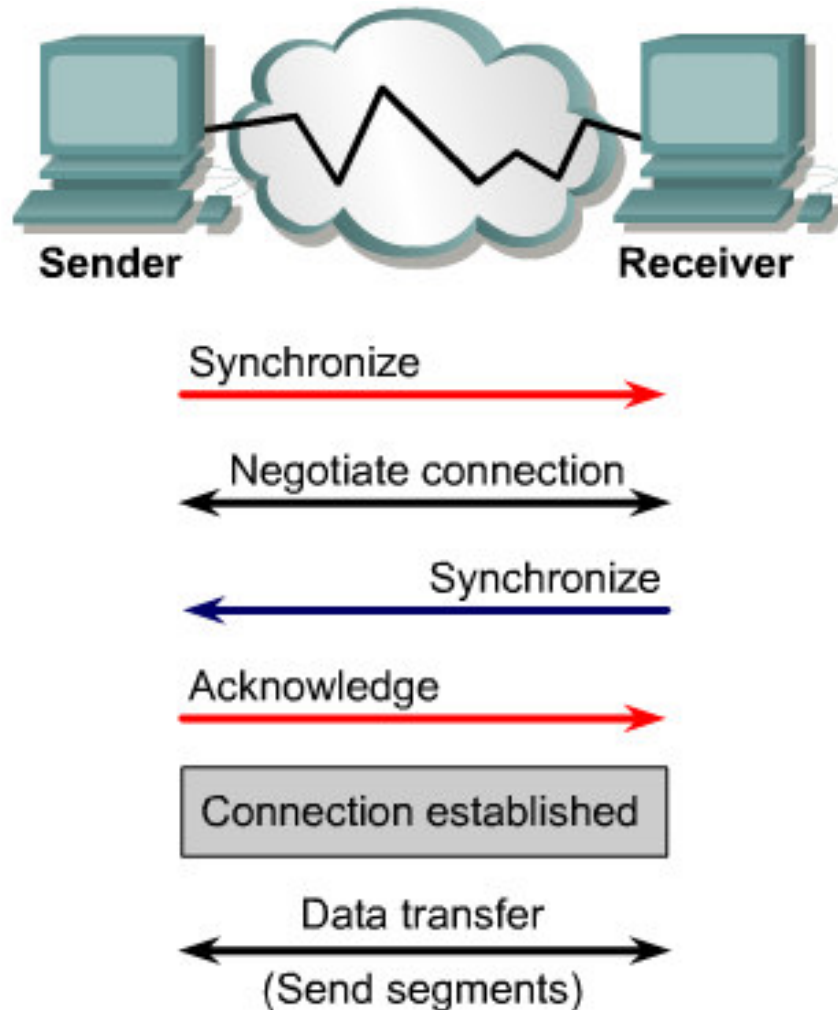 Sender
Receiver
Synchronize
Negotiate connection
Synchronize
Acknowledge
Connection established
Data transfer
(Send segments)